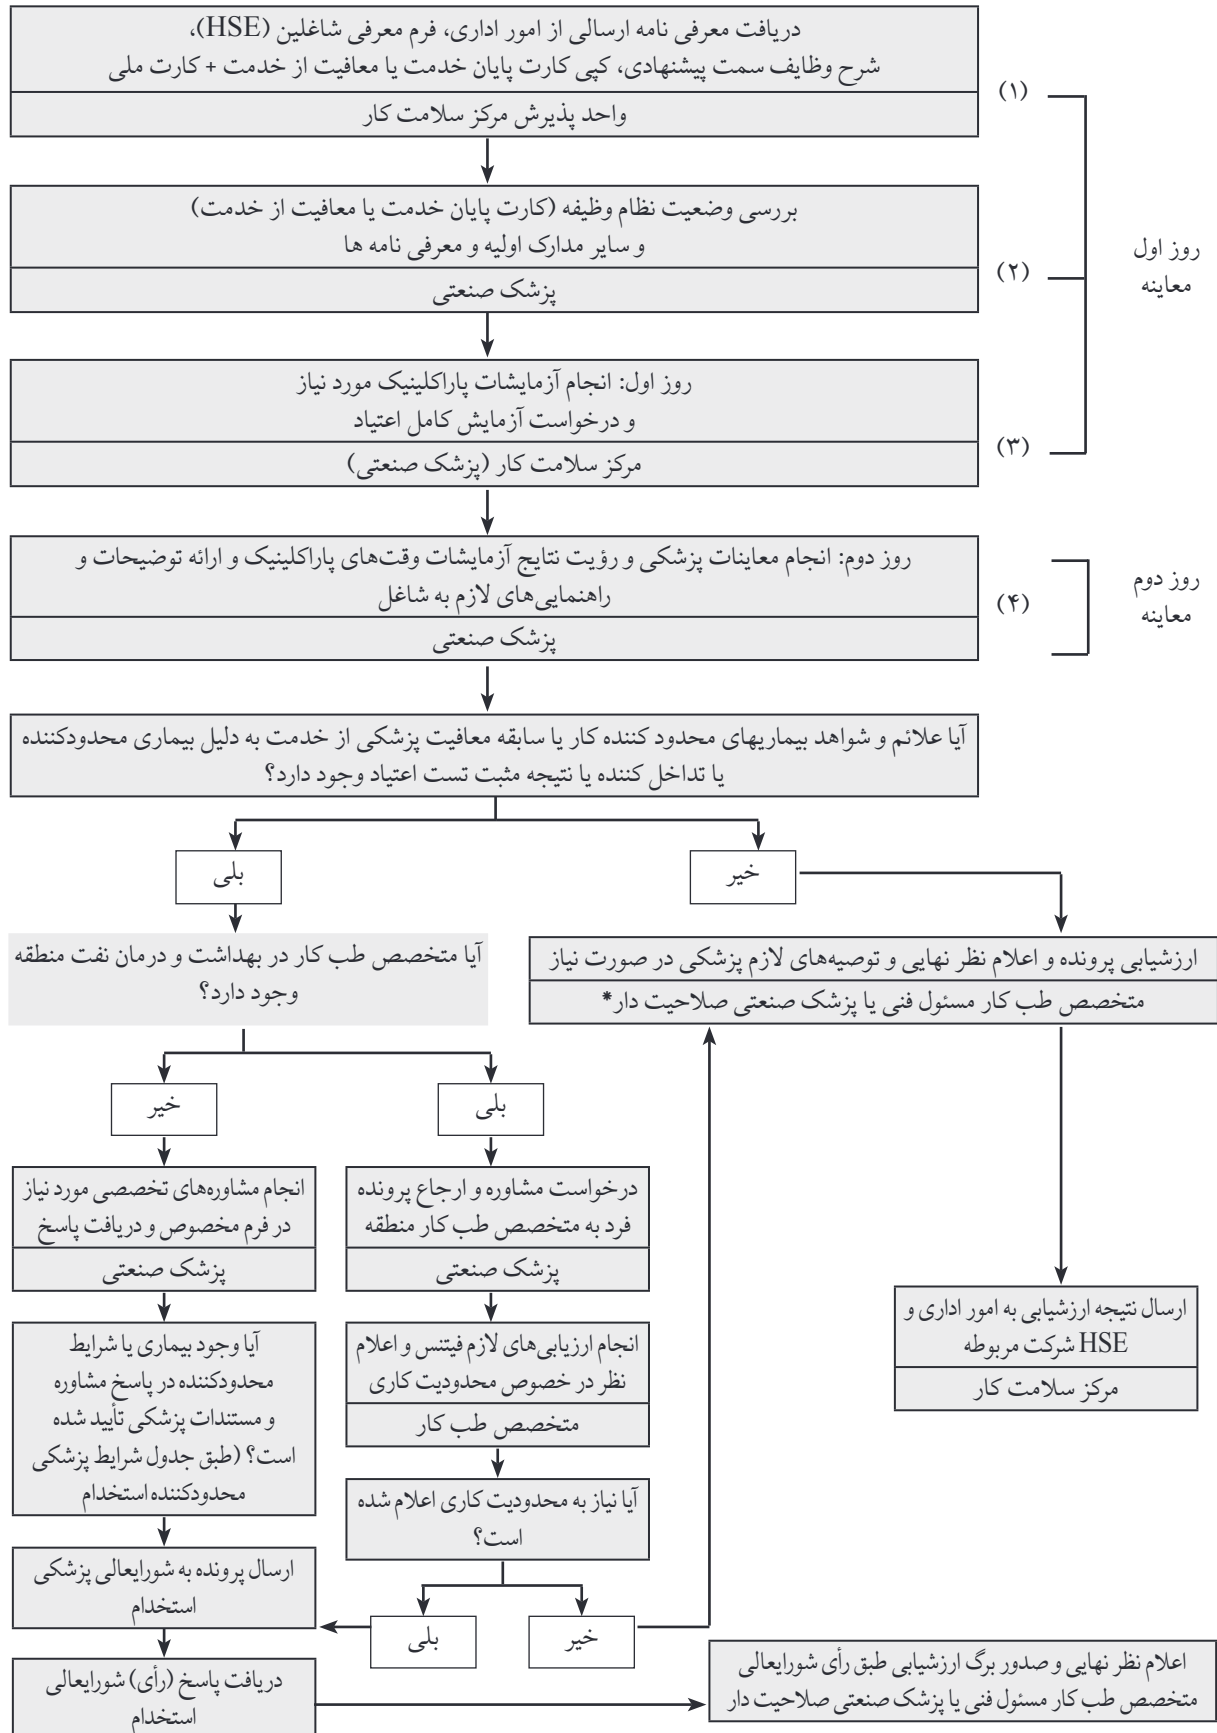 دریافت معرفی نامه ارسالی از امور اداری، فرم معرفی شاغلین (HSE)،
شرح وظایف سمت پیشنهادی، کپی کارت پایان خدمت یا معافیت از خدمت + کارت ملی
واحد پذیرش مرکز سلامت کار
(۱)
بررسی وضعیت نظام وظیفه (کارت پایان خدمت یا معافیت از خدمت)
و سایر مدارک اولیه و معرفی نامه ها
پزشک صنعتی
(۲)
روز اول
معاینه
روز اول: انجام آزمایشات پاراکلینیک مورد نیاز
و درخواست آزمایش کامل اعتیاد
مرکز سلامت کار (پزشک صنعتی)
(۳)
روز دوم: انجام معاینات پزشکی و رؤیت نتایج آزمایشات وقت‌های پاراکلینیک و ارائه توضیحات و
راهنمایی‌های لازم به شاغل
پزشک صنعتی
(۴)
روز دوم
معاینه
آیا علائم و شواهد بیماریهای محدود کننده کار یا سابقه معافیت پزشکی از خدمت به دلیل بیماری محدودکننده
یا تداخل کننده یا نتیجه مثبت تست اعتیاد وجود دارد؟
خیر
بلی
ارزشیابی پرونده و اعلام نظر نهایی و توصیه‌های لازم پزشکی در صورت نیاز
متخصص طب کار مسئول فنی یا پزشک صنعتی صلاحیت دار*
آیا متخصص طب کار در بهداشت و درمان نفت منطقه
وجود دارد؟
بلی
خیر
درخواست مشاوره و ارجاع پرونده
فرد به متخصص طب کار منطقه
پزشک صنعتی
انجام مشاوره‌های تخصصی مورد نیاز
در فرم مخصوص و دریافت پاسخ
پزشک صنعتی
ارسال نتیجه ارزشیابی به امور اداری و
HSE شرکت مربوطه
مرکز سلامت کار
انجام ارزیابی‌های لازم فیتنس و اعلام
نظر در خصوص محدودیت کاری
متخصص طب کار
آیا وجود بیماری یا شرایط
محدودکننده در پاسخ مشاوره
و مستندات پزشکی تأیید شده
است؟ (طبق جدول شرایط پزشکی
محدودکننده استخدام
آیا نیاز به محدودیت کاری اعلام شده
است؟
ارسال پرونده به شورایعالی پزشکی
استخدام
خیر
بلی
دریافت پاسخ (رأی) شورایعالی
استخدام
اعلام نظر نهایی و صدور برگ ارزشیابی طبق رأی شورایعالی
متخصص طب کار مسئول فنی یا پزشک صنعتی صلاحیت دار